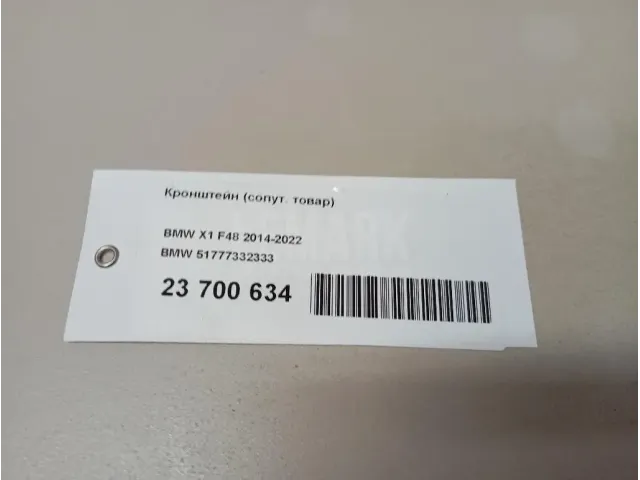 Кронштейн (сопут. товар)
BMW X1 F48 2014-2022
BMW 51777332333
23 700 634